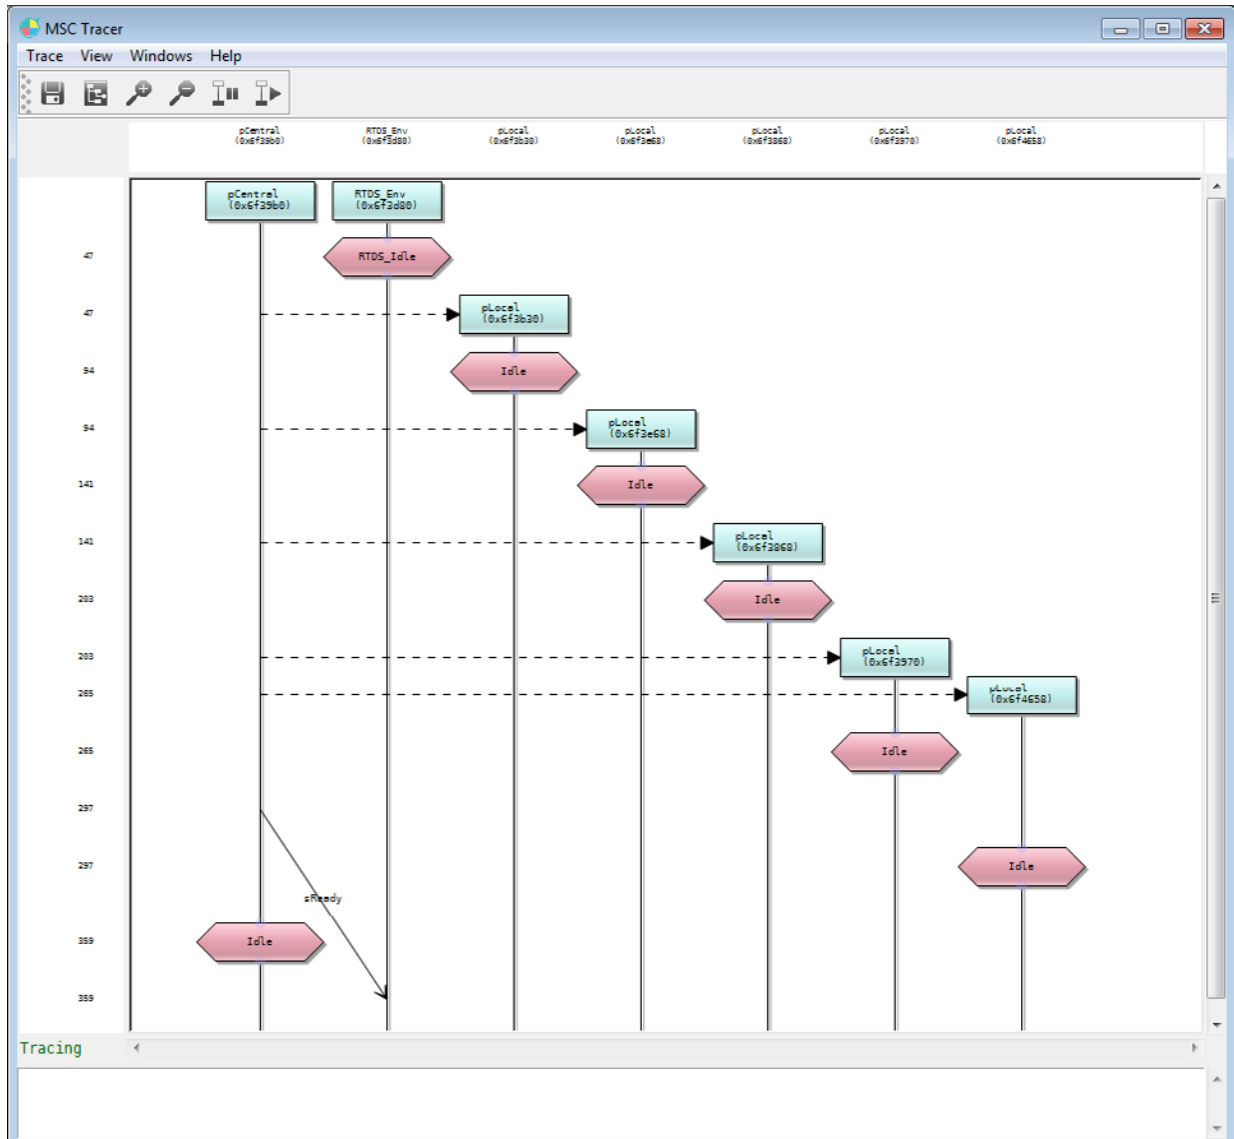 MSC Tracer
Trace View Windows Help
pCentral RTDS_Env pLocal pLocal pLocal pLocal pLocal
(0x6f39b0) (0x6f3d80) (0x6f3b30) (0x6f3e68) (0x6f3868) (0x6f3970) (0x6f4658)
pCentral RTDS_Env
(0x6f39b0) (0x6f3d80)
47 RTDS_Idle
pLocal
47 (0x6f3b30)
94 Idle
pLocal
94 (0x6f3e68)
141 Idle
pLocal
141 (0x6f3868)
203 Idle
pLocal
203 (0x6f3970)
pLocal
265 (0x6f4658)
265 Idle
297
297 Idle
sReady
359 Idle
359
Tracing